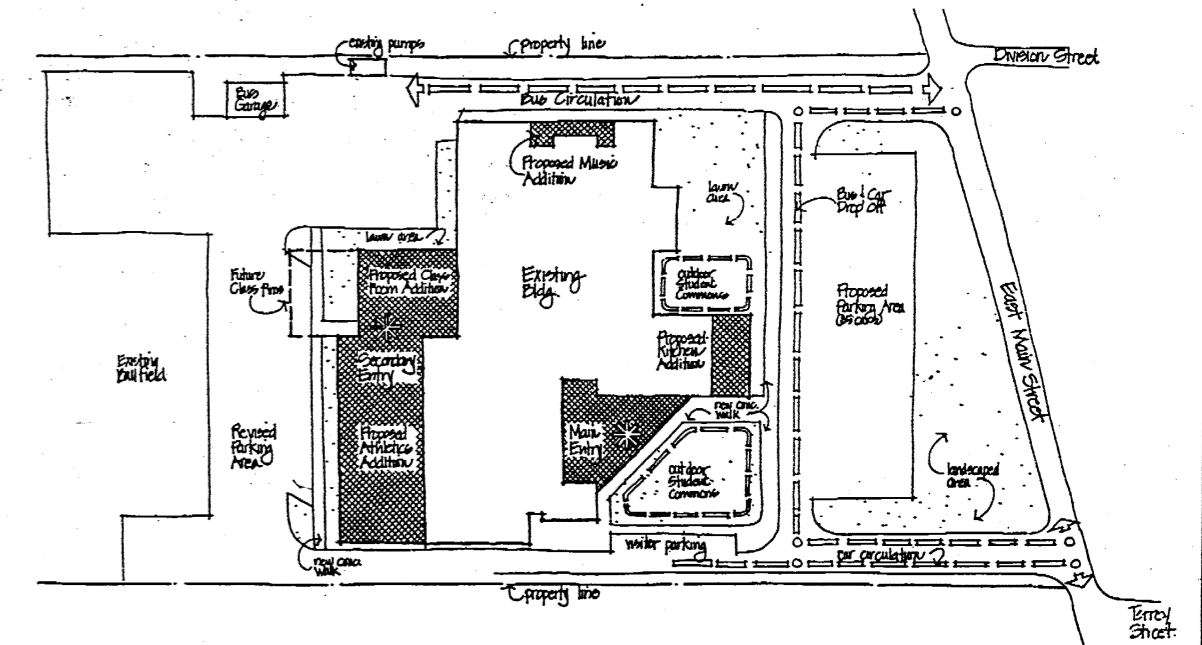 existing pumps
property line
Division Street
Bus
Garage
Bus Circulation
Proposed Music
Addition
lawn
area
Bus & Car
Drop Off
lawn area
Future
Class Rms
Proposed Class
Room Addition
Existing
Bldg.
outdoor
Student
Commons
Proposed
Parking Area
East Main Street
Existing
Ballfield
Secondary
Entry
Proposed
Kitchen
Addition
new conc.
walk
Revised
Parking
Area
Proposed
Athletics
Addition
Main
Entry
outdoor
Student
Commons
landscaped
area
new conc.
walk
visitor parking
car circulation
property line
Street